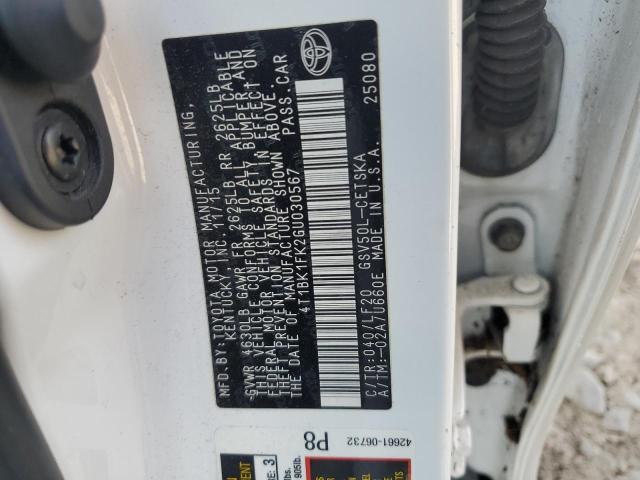 MFD.BY:TOYOTA MOTOR MANUFACTURING,
KENTUCKY, INC. 11/15
GVWR 4630LB GAWR FR 2625LB RR 2625LB
THIS VEHICLE CONFORMS TO ALL APPLICABLE
FEDERAL MOTOR VEHICLE SAFETY, BUMPER AND
THEFT PREVENTION STANDARDS IN EFFECT ON
THE DATE OF MANUFACTURE SHOWN ABOVE.
4T1BK1FK2GU090567 PASS.CAR
C/TR:040/LF20 GSV50L-CETSKA
A/TM:-02A/U660E MADE IN U.S.A.
25080
42661-06732
P8